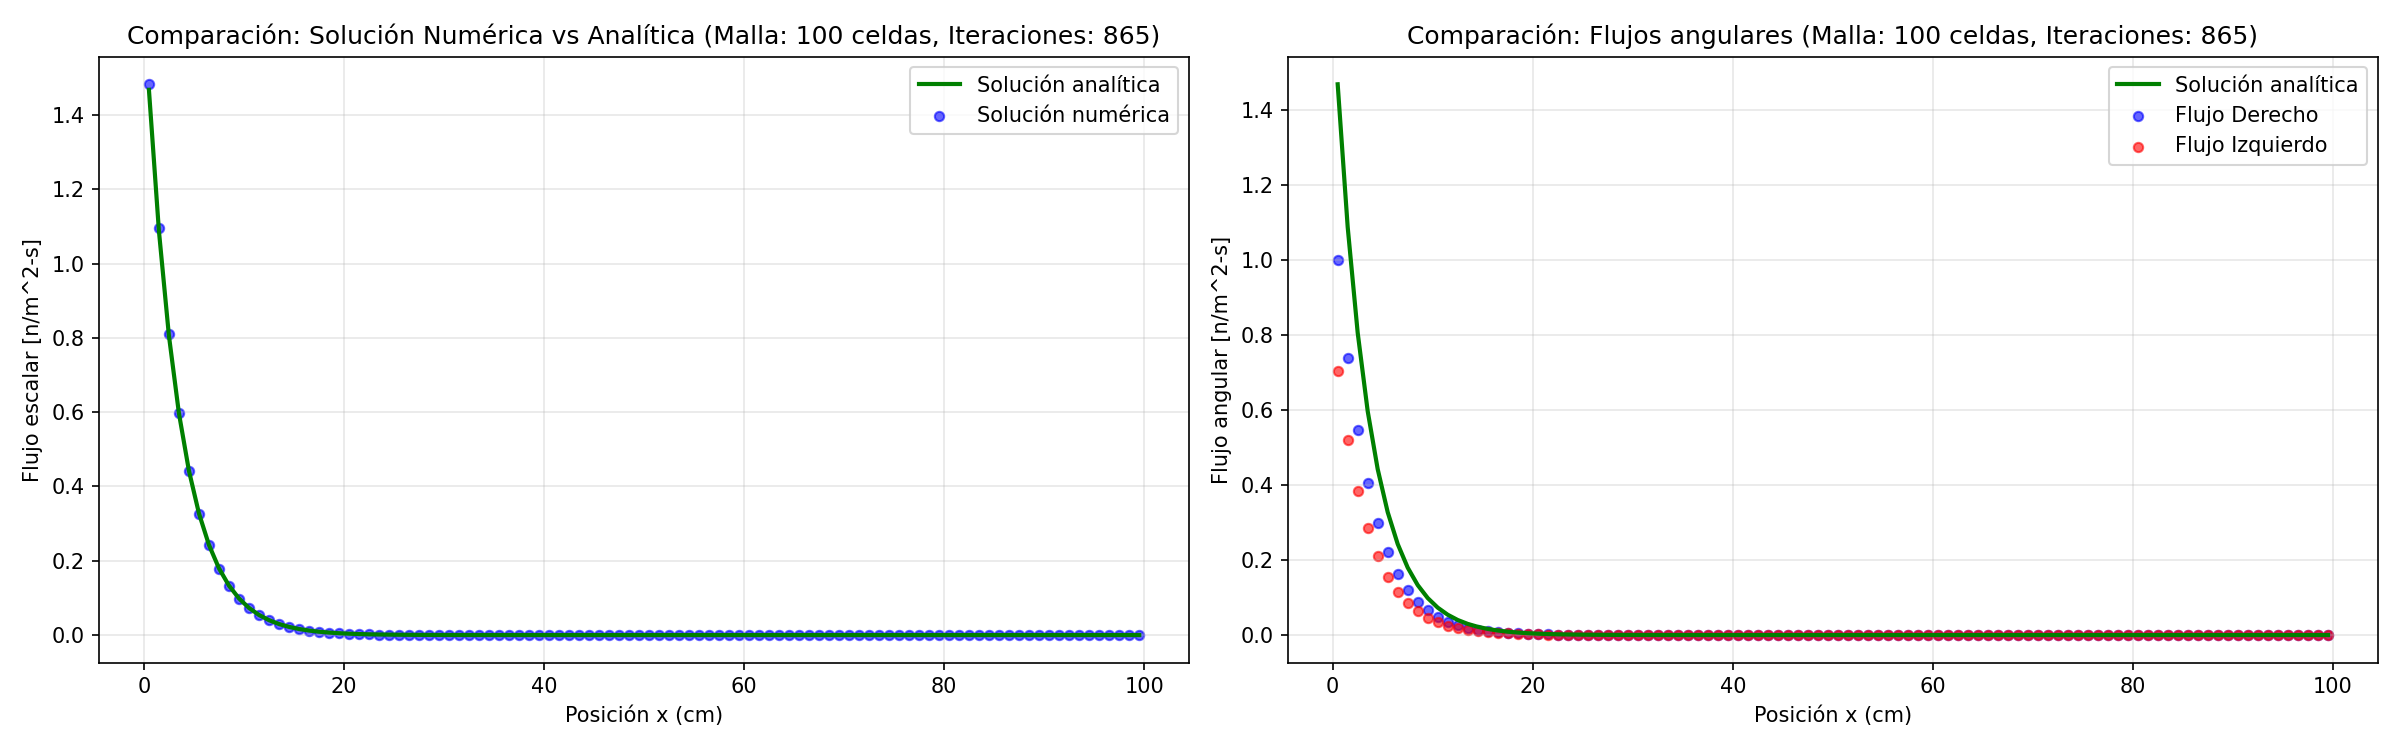 Comparación: Solución Numérica vs Analítica (Malla: 100 celdas, Iteraciones: 865)
Solución analítica
Solución numérica
Flujo escalar [n/m^2-s]
1.4
1.2
1.0
0.8
0.6
0.4
0.2
0.0
0
20
40
60
80
100
Posición x (cm)
Comparación: Flujos angulares (Malla: 100 celdas, Iteraciones: 865)
Solución analítica
Flujo Derecho
Flujo Izquierdo
Flujo angular [n/m^2-s]
1.4
1.2
1.0
0.8
0.6
0.4
0.2
0.0
0
20
40
60
80
100
Posición x (cm)